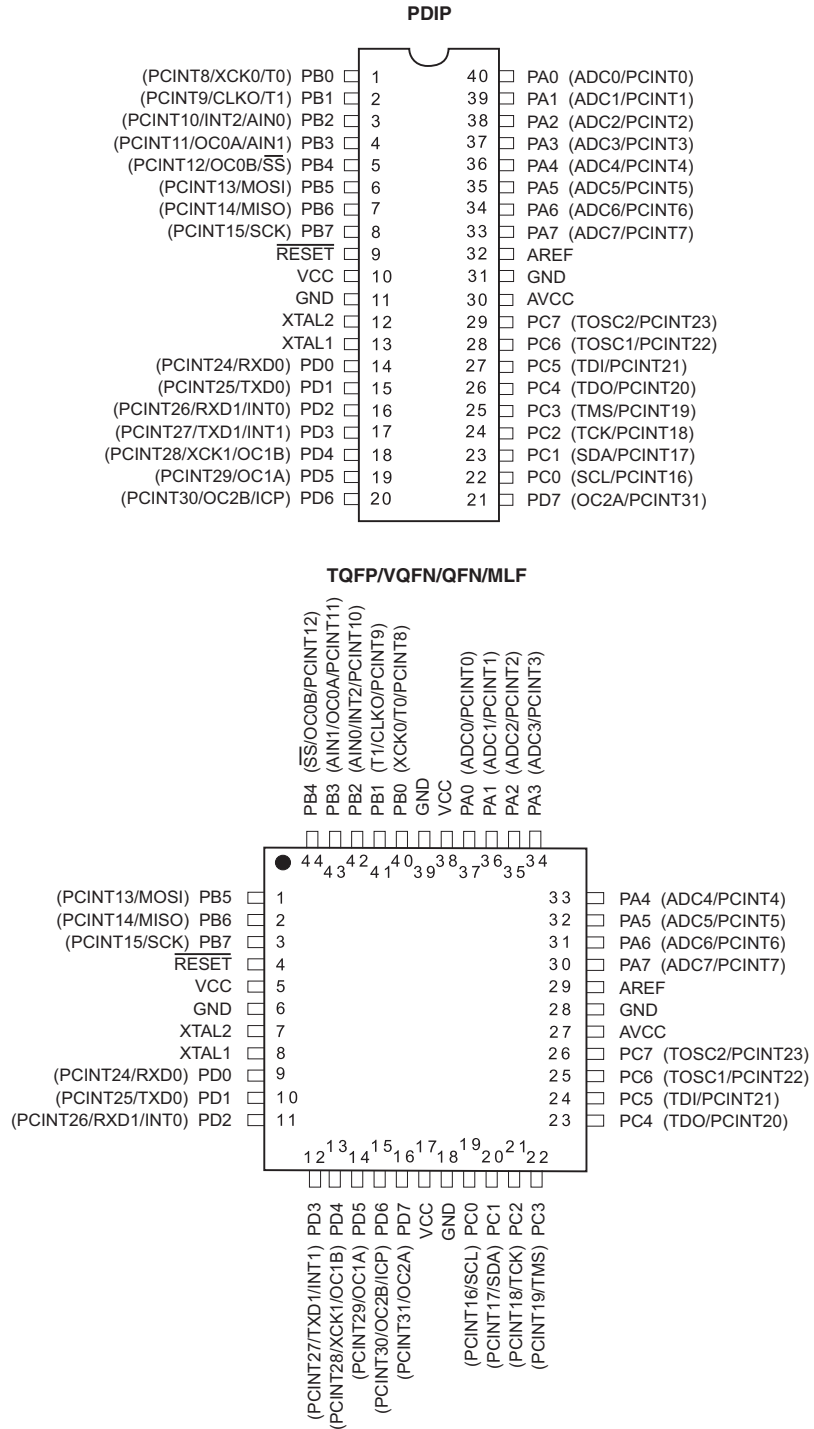 PDIP
(PCINT8/XCK0/T0) PB0 1 40 PA0 (ADC0/PCINT0)
(PCINT9/CLKO/T1) PB1 2 39 PA1 (ADC1/PCINT1)
(PCINT10/INT2/AIN0) PB2 3 38 PA2 (ADC2/PCINT2)
(PCINT11/OC0A/AIN1) PB3 4 37 PA3 (ADC3/PCINT3)
(PCINT12/OC0B/S̅S̅) PB4 5 36 PA4 (ADC4/PCINT4)
(PCINT13/MOSI) PB5 6 35 PA5 (ADC5/PCINT5)
(PCINT14/MISO) PB6 7 34 PA6 (ADC6/PCINT6)
(PCINT15/SCK) PB7 8 33 PA7 (ADC7/PCINT7)
R̅E̅S̅E̅T̅ 9 32 AREF
VCC 10 31 GND
GND 11 30 AVCC
XTAL2 12 29 PC7 (TOSC2/PCINT23)
XTAL1 13 28 PC6 (TOSC1/PCINT22)
(PCINT24/RXD0) PD0 14 27 PC5 (TDI/PCINT21)
(PCINT25/TXD0) PD1 15 26 PC4 (TDO/PCINT20)
(PCINT26/RXD1/INT0) PD2 16 25 PC3 (TMS/PCINT19)
(PCINT27/TXD1/INT1) PD3 17 24 PC2 (TCK/PCINT18)
(PCINT28/XCK1/OC1B) PD4 18 23 PC1 (SDA/PCINT17)
(PCINT29/OC1A) PD5 19 22 PC0 (SCL/PCINT16)
(PCINT30/OC2B/ICP) PD6 20 21 PD7 (OC2A/PCINT31)
TQFP/VQFN/QFN/MLF
PB4 (S̅S̅/OC0B/PCINT12)
PB3 (AIN1/OC0A/PCINT11)
PB2 (AIN0/INT2/PCINT10)
PB1 (T1/CLKO/PCINT9)
PB0 (XCK0/T0/PCINT8)
GND
VCC
PA0 (ADC0/PCINT0)
PA1 (ADC1/PCINT1)
PA2 (ADC2/PCINT2)
PA3 (ADC3/PCINT3)
44 43 42 41 40 39 38 37 36 35 34
(PCINT13/MOSI) PB5 1 33 PA4 (ADC4/PCINT4)
(PCINT14/MISO) PB6 2 32 PA5 (ADC5/PCINT5)
(PCINT15/SCK) PB7 3 31 PA6 (ADC6/PCINT6)
R̅E̅S̅E̅T̅ 4 30 PA7 (ADC7/PCINT7)
VCC 5 29 AREF
GND 6 28 GND
XTAL2 7 27 AVCC
XTAL1 8 26 PC7 (TOSC2/PCINT23)
(PCINT24/RXD0) PD0 9 25 PC6 (TOSC1/PCINT22)
(PCINT25/TXD0) PD1 10 24 PC5 (TDI/PCINT21)
(PCINT26/RXD1/INT0) PD2 11 23 PC4 (TDO/PCINT20)
12 13 14 15 16 17 18 19 20 21 22
(PCINT27/TXD1/INT1) PD3
(PCINT28/XCK1/OC1B) PD4
(PCINT29/OC1A) PD5
(PCINT30/OC2B/ICP) PD6
(PCINT31/OC2A) PD7
VCC
GND
(PCINT16/SCL) PC0
(PCINT17/SDA) PC1
(PCINT18/TCK) PC2
(PCINT19/TMS) PC3